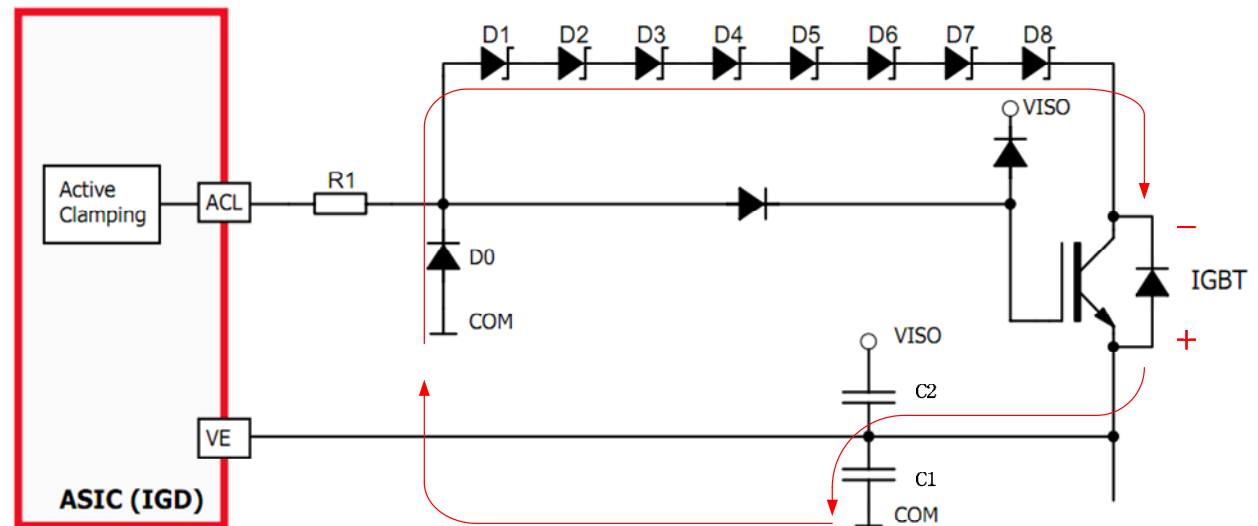 D1 D2 D3 D4 D5 D6 D7 D8
VISO
Active
Clamping
ACL
R1
D0
COM
−
IGBT
+
VISO
C2
VE
C1
COM
ASIC (IGD)